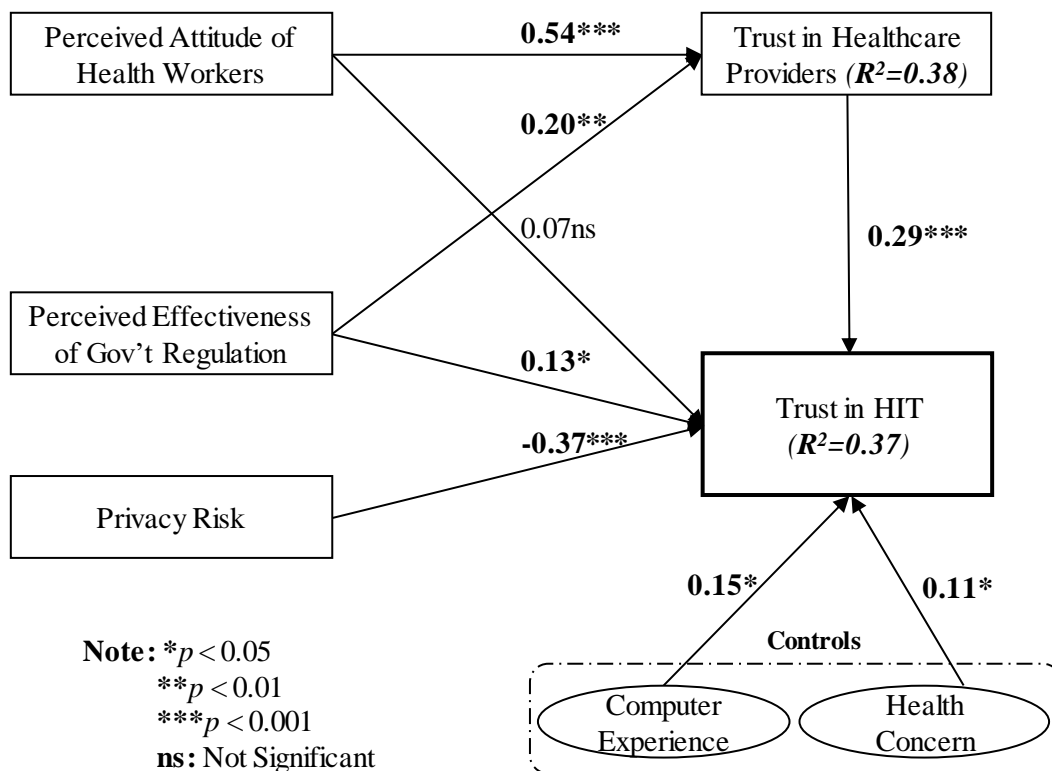 Perceived Attitude of
Health Workers
0.54***
Trust in Healthcare
Providers (R²=0.38)
0.20**
0.07ns
0.29***
Perceived Effectiveness
of Gov’t Regulation
0.13*
Trust in HIT
(R²=0.37)
-0.37***
Privacy Risk
0.15*
0.11*
Controls
Computer
Experience
Health
Concern
Note: *p < 0.05
**p < 0.01
***p < 0.001
ns: Not Significant